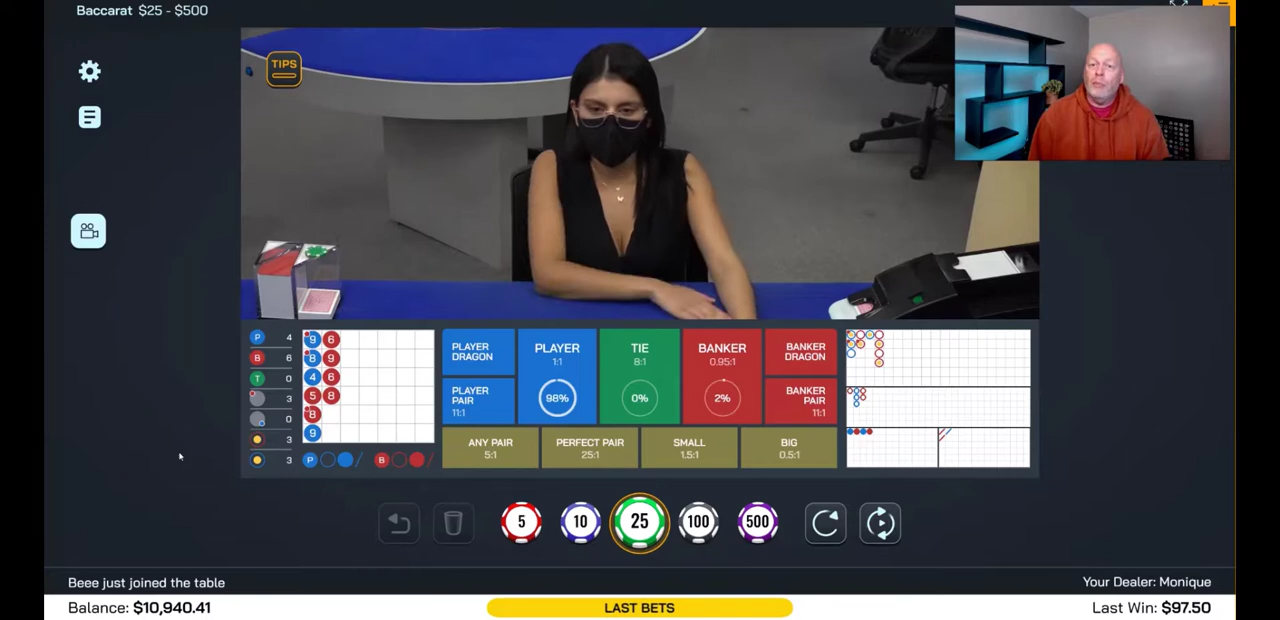 Baccarat $25 - $500
TIPS
P 4
B 6
T 0
3
0
3
3
9 6
8 9
4 6
5 8
8
9
P B
PLAYER DRAGON
PLAYER PAIR 11:1
PLAYER 1:1 98%
TIE 8:1 0%
BANKER 0.95:1 2%
BANKER DRAGON
BANKER PAIR 11:1
ANY PAIR 5:1
PERFECT PAIR 25:1
SMALL 1.5:1
BIG 0.5:1
5 10 25 100 500
Beee just joined the table
Your Dealer: Monique
Balance: $10,940.41
LAST BETS
Last Win: $97.50